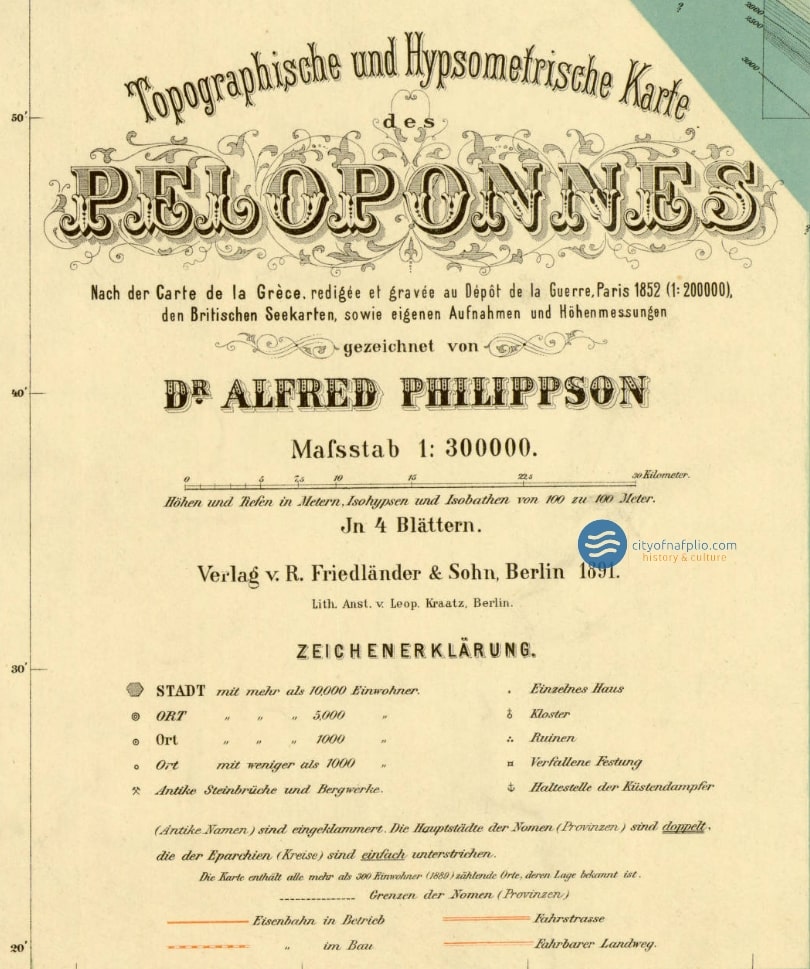 Topographische und Hypsometrische Karte
des
PELOPONNES
Nach der Carte de la Grèce, redigée et gravée au Dépôt de la Guerre, Paris 1852 (1:200000),
den Britischen Seekarten, sowie eigenen Aufnahmen und Höhenmessungen
gezeichnet von
DR ALFRED PHILIPPSON
Maſsstab 1: 300000.
0 5 7,5 10 15 22,5 30 Kilometer.
Höhen und Tiefen in Metern, Isohypsen und Isobathen von 100 zu 100 Meter.
Jn 4 Blättern.
cityofnafplio.com
history & culture
Verlag v. R. Friedländer & Sohn, Berlin 1891.
Lith. Anst. v. Leop. Kraatz, Berlin.
ZEICHENERKLÄRUNG.
STADT mit mehr als 10,000 Einwohner.
ORT „ „ „ 5,000 „
Ort „ „ „ 1000 „
Ort mit weniger als 1000 „
Antike Steinbrüche und Bergwerke.
Einzelnes Haus
Kloster
Ruinen
Verfallene Festung
Haltestelle der Küstendampfer
(Antike Namen) sind eingeklammert. Die Hauptstädte der Nomen (Provinzen) sind doppelt,
die der Eparchien (Kreise) sind einfach unterstrichen.
Die Karte enthält alle mehr als 300 Einwohner (1889) zählende Orte, deren Lage bekannt ist.
Grenzen der Nomen (Provinzen)
Eisenbahn in Betrieb
„ im Bau
Fahrstrasse
Fahrbarer Landweg.
50'
40'
30'
20'
3000
?